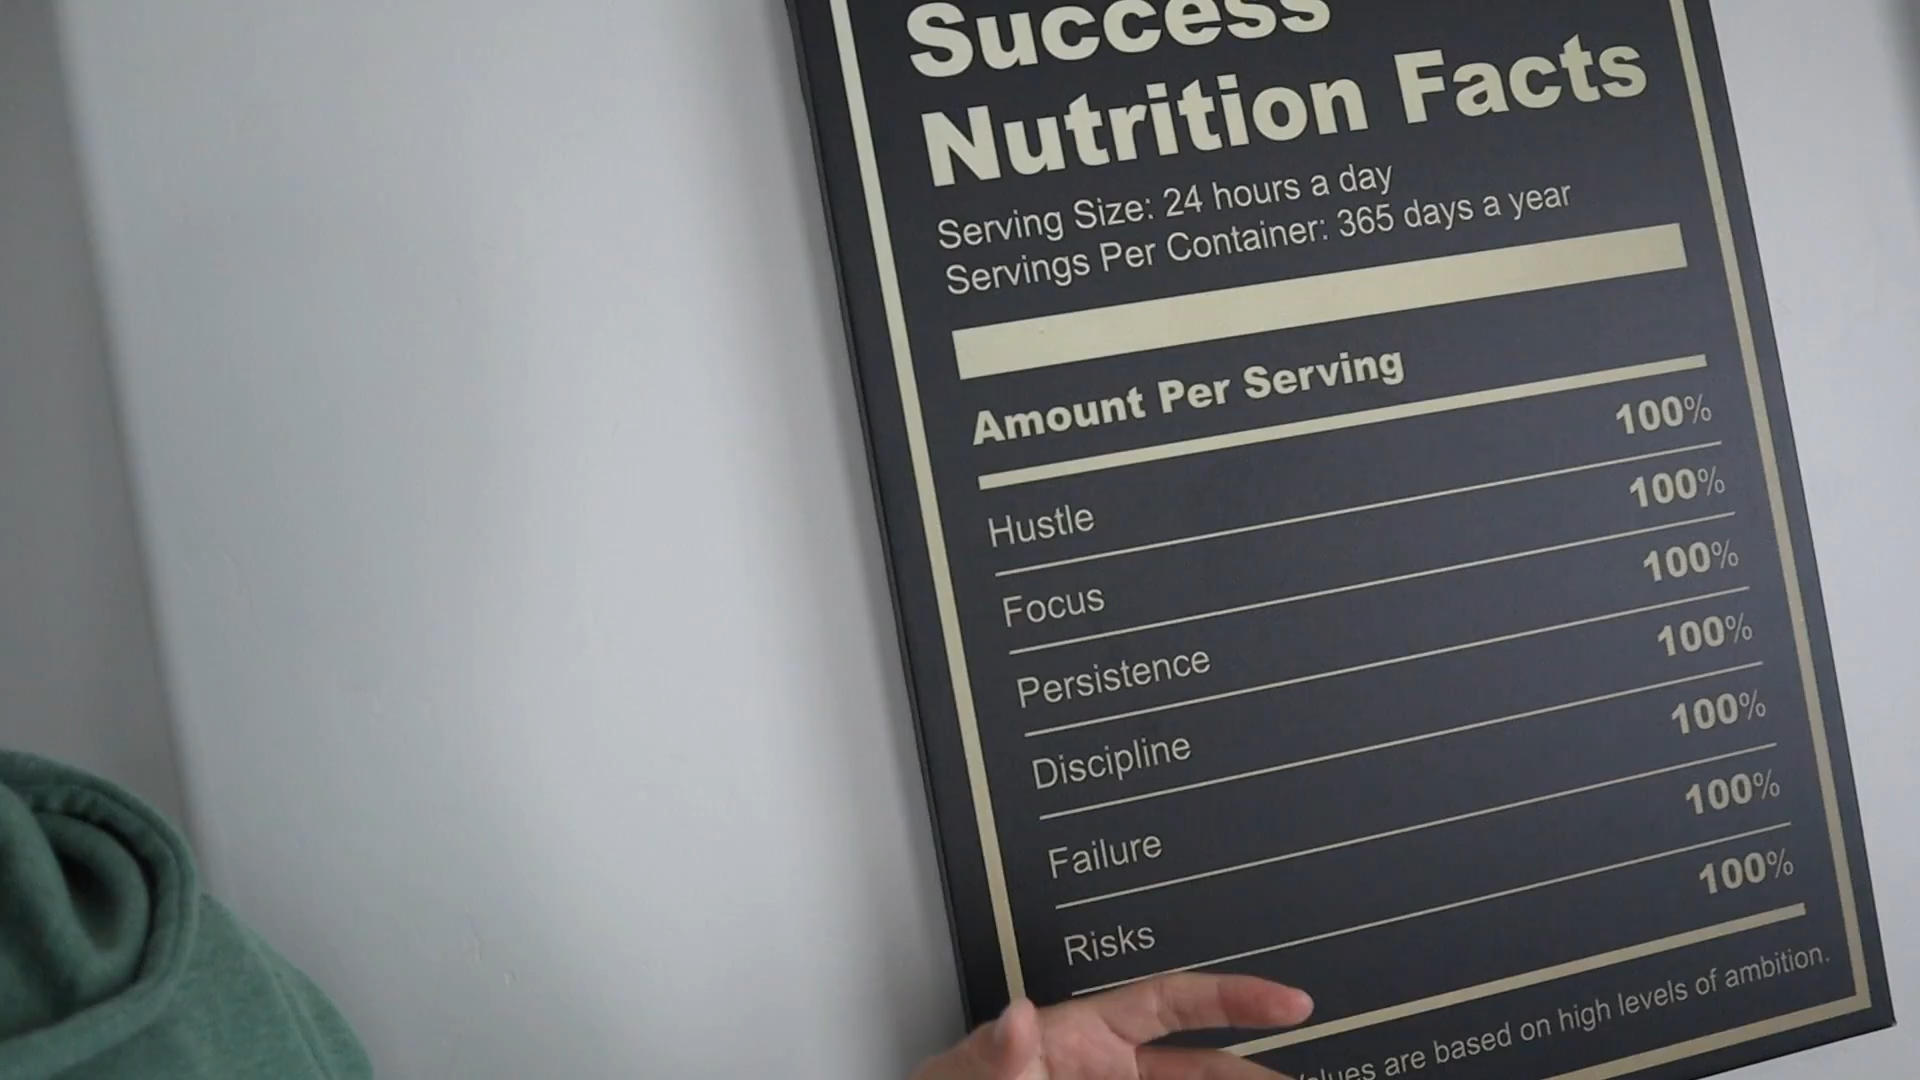 Success
Nutrition Facts
Serving Size: 24 hours a day
Servings Per Container: 365 days a year
Amount Per Serving
Hustle 100%
Focus 100%
Persistence 100%
Discipline 100%
Failure 100%
Risks 100%
100%
are based on high levels of ambition.